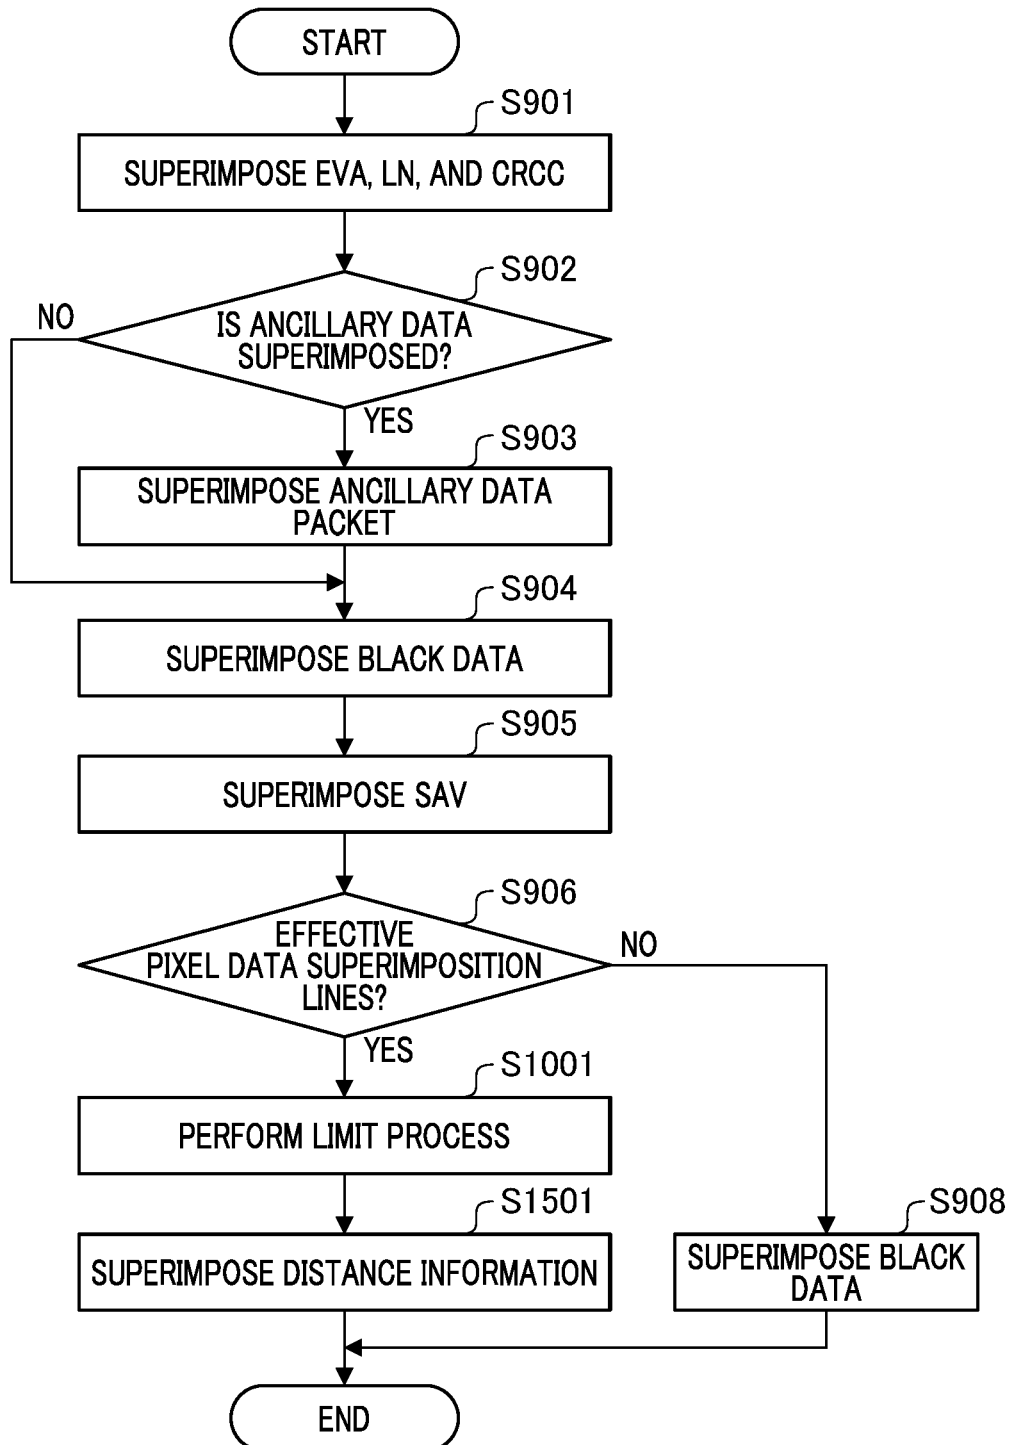 START
S901
SUPERIMPOSE EVA, LN, AND CRCC
S902
NO
IS ANCILLARY DATA
SUPERIMPOSED?
YES
S903
SUPERIMPOSE ANCILLARY DATA
PACKET
S904
SUPERIMPOSE BLACK DATA
S905
SUPERIMPOSE SAV
S906
EFFECTIVE
PIXEL DATA SUPERIMPOSITION
LINES?
NO
YES
S1001
PERFORM LIMIT PROCESS
S1501
SUPERIMPOSE DISTANCE INFORMATION
S908
SUPERIMPOSE BLACK
DATA
END